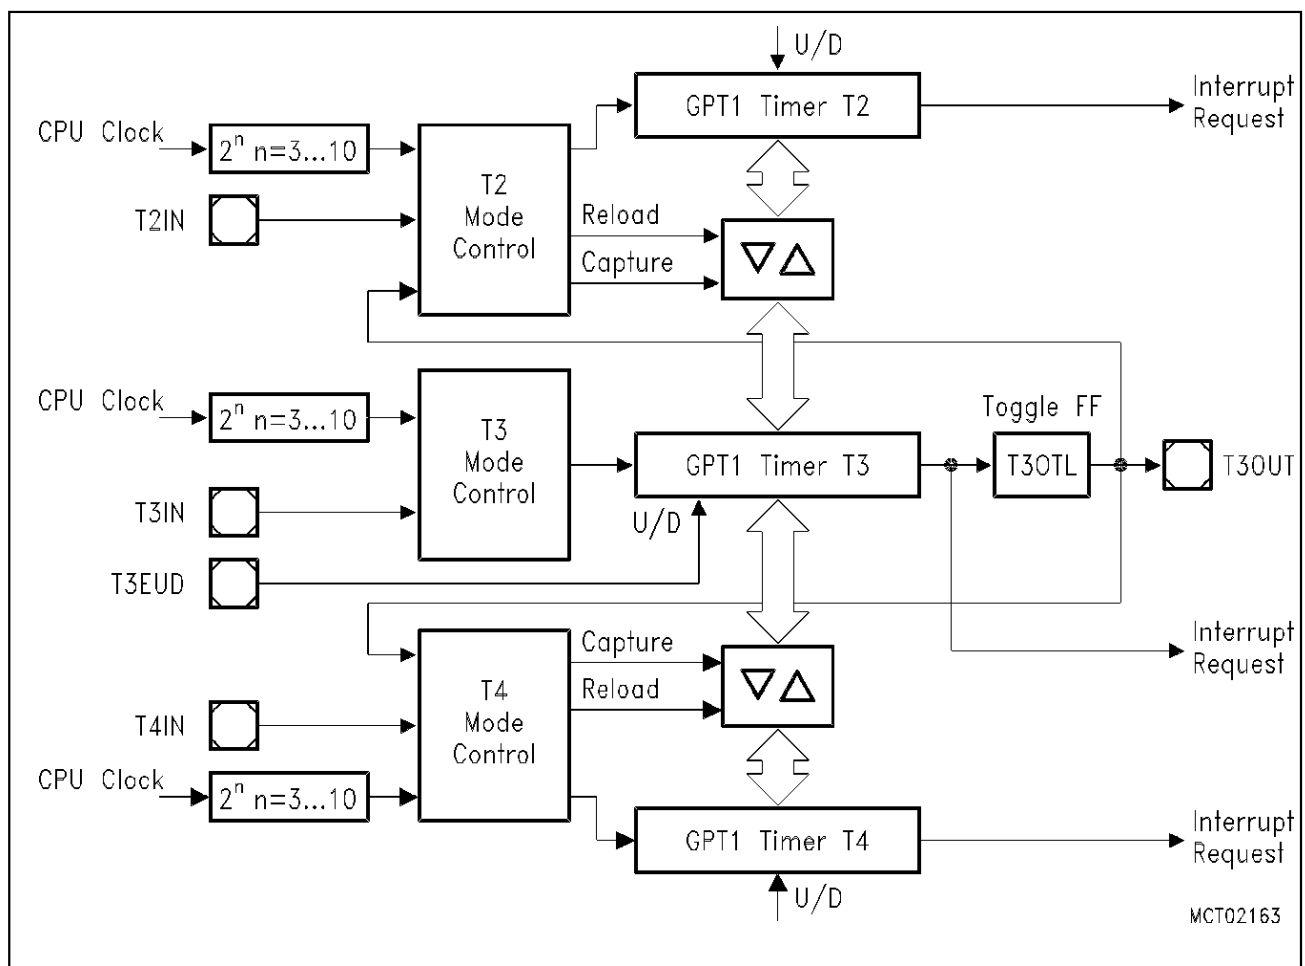 U/D
GPT1 Timer T2
Interrupt
Request
CPU Clock
2ⁿ n=3...10
T2
Mode
Control
T2IN
Reload
Capture
CPU Clock
2ⁿ n=3...10
T3
Mode
Control
Toggle FF
GPT1 Timer T3
T3OTL
T3OUT
T3IN
U/D
T3EUD
Interrupt
Request
Capture
Reload
T4
Mode
Control
T4IN
CPU Clock
2ⁿ n=3...10
GPT1 Timer T4
Interrupt
Request
U/D
MCT02163